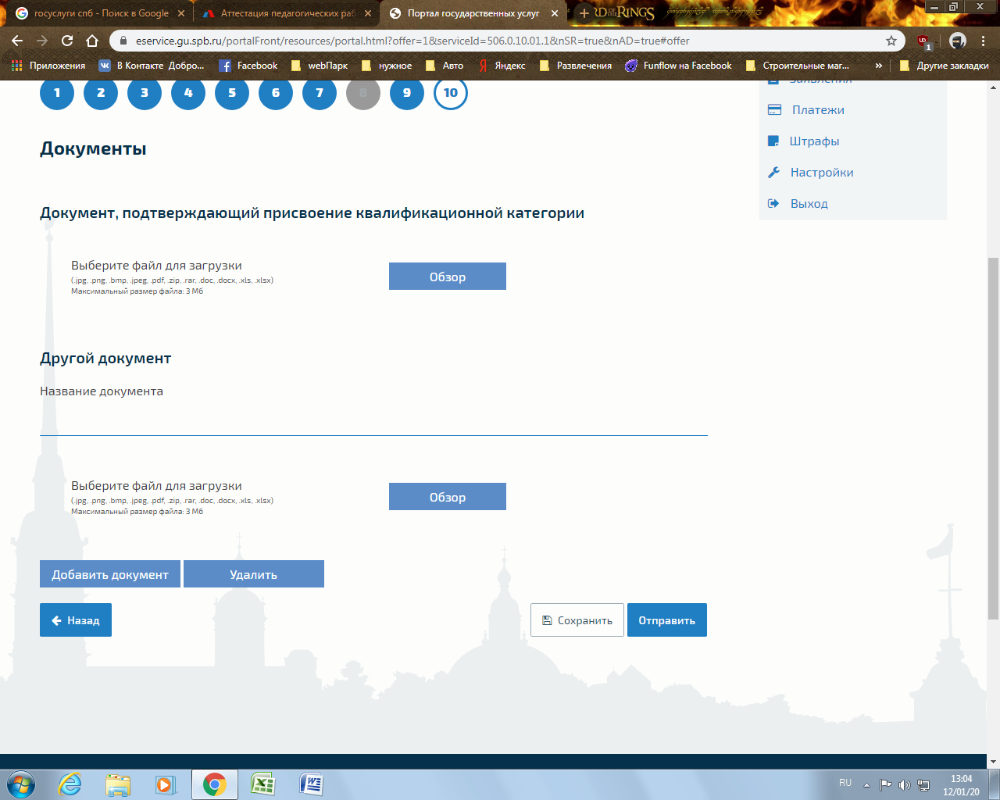 госуслуги спб - Поиск в Google
Аттестация педагогических раб
Портал государственных услуг
RD OF THE RINGS
eservice.gu.spb.ru/portalFront/resources/portal.html?offer=1&serviceId=506.0.10.01.1&nSR=true&nAD=true#offer
1
Приложения
В Контакте Добро...
Facebook
webПарк
нужное
Авто
Яндекс
Развлечения
Funflow на Facebook
Строительные маг...
»
Другие закладки
1 2 3 4 5 6 7 8 9 10
Заявления
Платежи
Штрафы
Настройки
Выход
Документы
Документ, подтверждающий присвоение квалификационной категории
Выберите файл для загрузки
(.jpg, .png, .bmp, .jpeg, .pdf, .zip, .rar, .doc, .docx, .xls, .xlsx)
Максимальный размер файла: 3 Мб
Обзор
Другой документ
Название документа
Выберите файл для загрузки
(.jpg, .png, .bmp, .jpeg, .pdf, .zip, .rar, .doc, .docx, .xls, .xlsx)
Максимальный размер файла: 3 Мб
Обзор
Добавить документ
Удалить
Назад
Сохранить
Отправить
RU
13:04
12/01/20